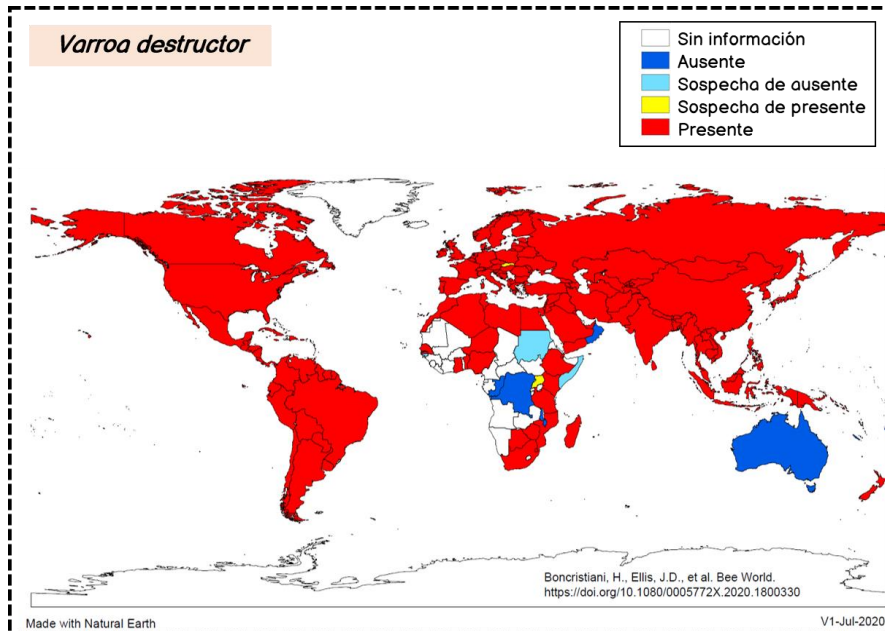 Varroa destructor
Sin información
Ausente
Sospecha de ausente
Sospecha de presente
Presente
Boncristiani, H., Ellis, J.D., et al. Bee World.
https://doi.org/10.1080/0005772X.2020.1800330
Made with Natural Earth
V1-Jul-2020